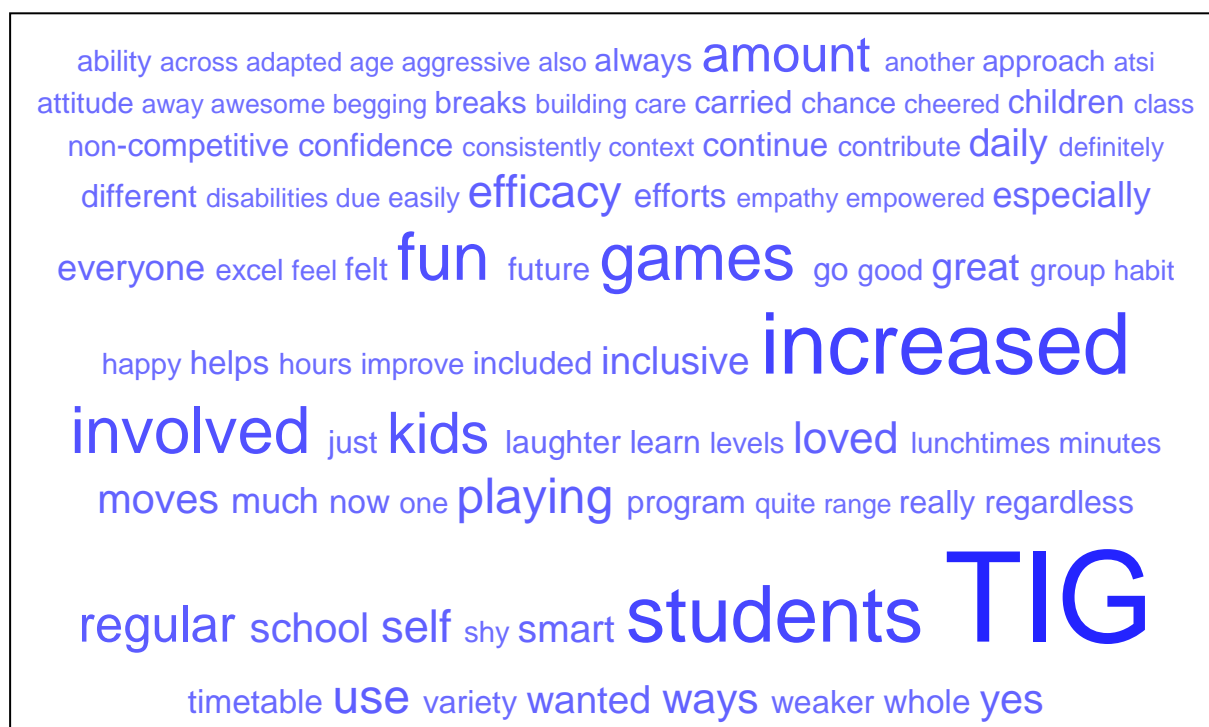 ability across adapted age aggressive also always amount another approach atsi
attitude away awesome begging breaks building care carried chance cheered children class
non-competitive confidence consistently context continue contribute daily definitely
different disabilities due easily efficacy efforts empathy empowered especially
everyone excel feel felt fun future games go good great group habit
happy helps hours improve included inclusive increased
involved just kids laughter learn levels loved lunchtimes minutes
moves much now one playing program quite range really regardless
regular school self shy smart students TIG
timetable use variety wanted ways weaker whole yes